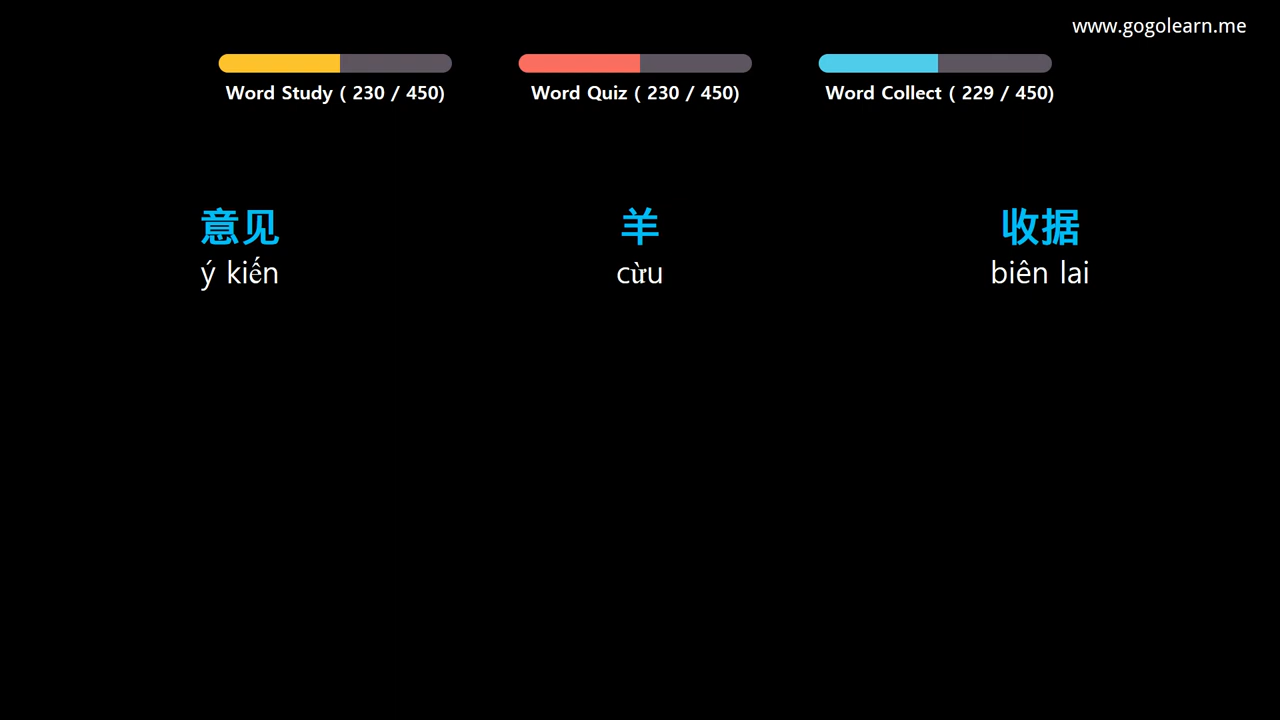 www.gogolearn.me
Word Study ( 230 / 450)
Word Quiz ( 230 / 450)
Word Collect ( 229 / 450)
意见
羊
收据
ý kiến
cừu
biên lai